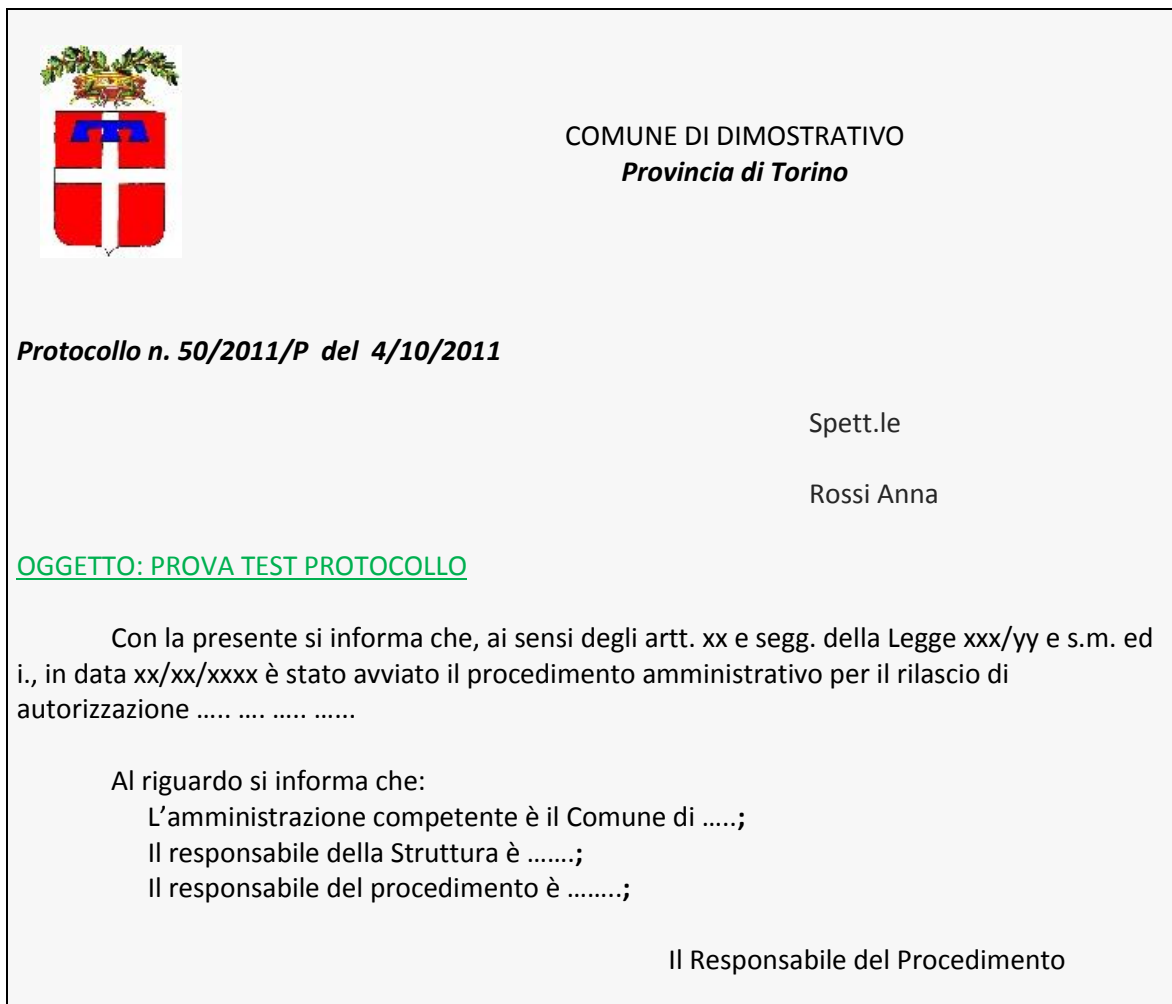 COMUNE DI DIMOSTRATIVO
Provincia di Torino
Protocollo n. 50/2011/P  del  4/10/2011
Spett.le
Rossi Anna
OGGETTO: PROVA TEST PROTOCOLLO
Con la presente si informa che, ai sensi degli artt. xx e segg. della Legge xxx/yy e s.m. ed
i., in data xx/xx/xxxx è stato avviato il procedimento amministrativo per il rilascio di
autorizzazione ….. …. ….. …...
Al riguardo si informa che:
L’amministrazione competente è il Comune di …..;
Il responsabile della Struttura è …….;
Il responsabile del procedimento è ……..;
Il Responsabile del Procedimento